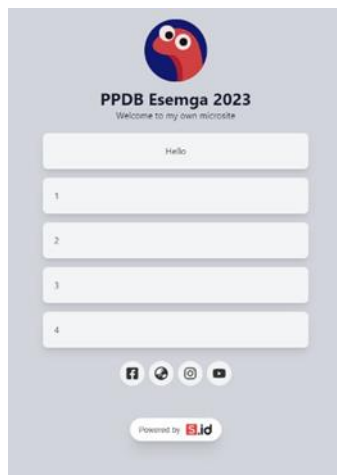 PPDB Esemga 2023
Welcome to my own microsite
Hello
1
2
3
4
Powered by S.id